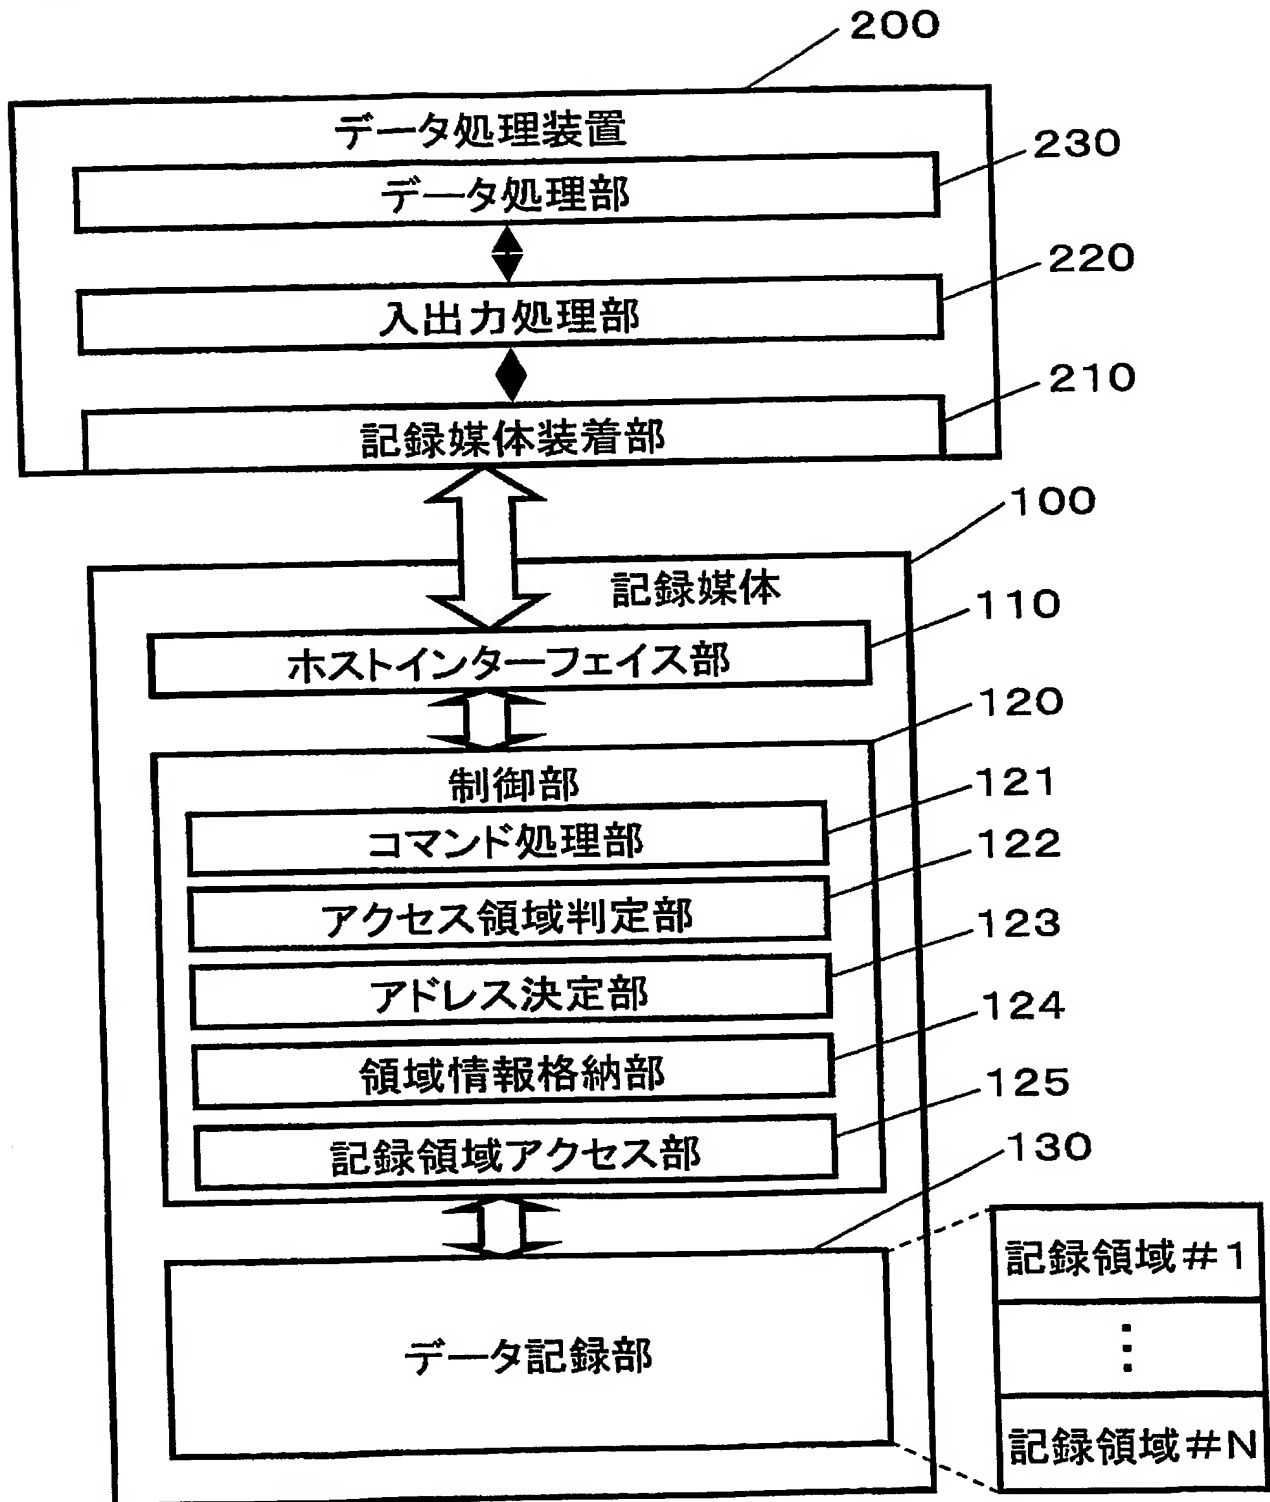 200
データ処理装置
230
データ処理部
220
入出力処理部
210
記録媒体装着部
100
記録媒体
110
ホストインターフェイス部
120
制御部
121
コマンド処理部
122
アクセス領域判定部
123
アドレス決定部
124
領域情報格納部
125
記録領域アクセス部
130
記録領域#1
データ記録部
記録領域#N